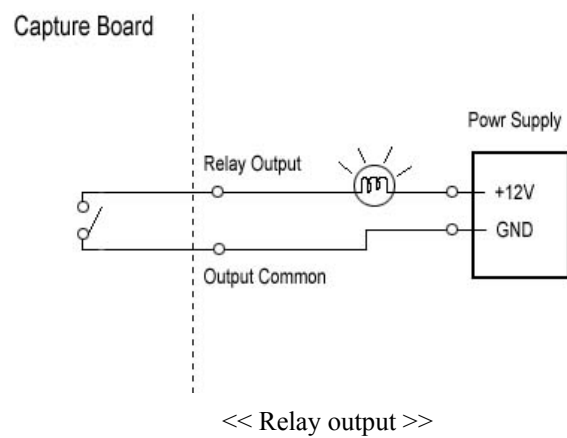 Capture Board
Powr Supply
Relay Output
+12V
GND
Output Common
<< Relay output >>